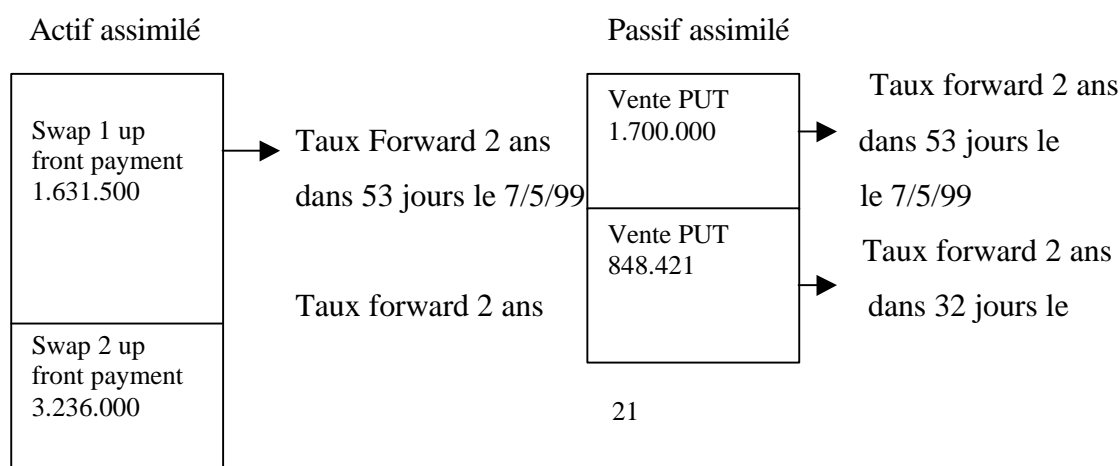 Actif assimilé
Passif assimilé
Swap 1 up
front payment
1.631.500
Taux Forward 2 ans
dans 53 jours le 7/5/99
Vente PUT
1.700.000
Taux forward 2 ans
dans 53 jours le
le 7/5/99
Vente PUT
848.421
Taux forward 2 ans
dans 32 jours le
Taux forward 2 ans
Swap 2 up
front payment
3.236.000
21